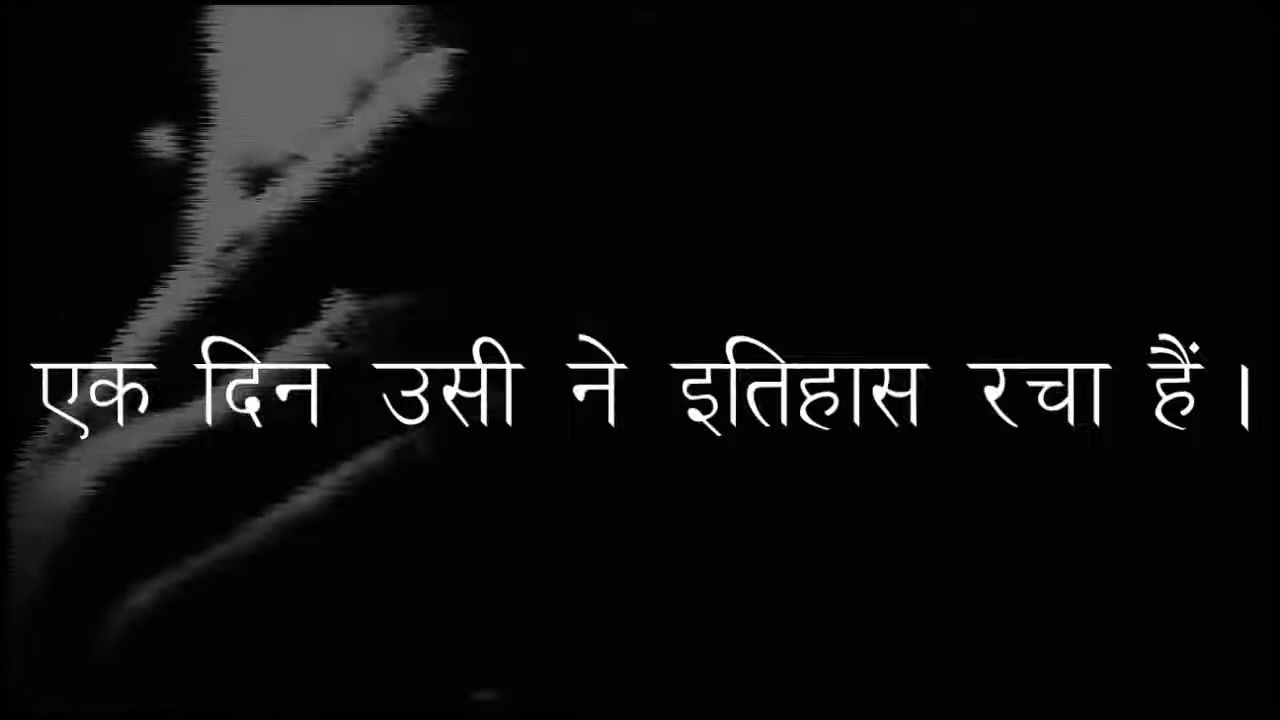 एक दिन उसी ने इतिहास रचा हैं।